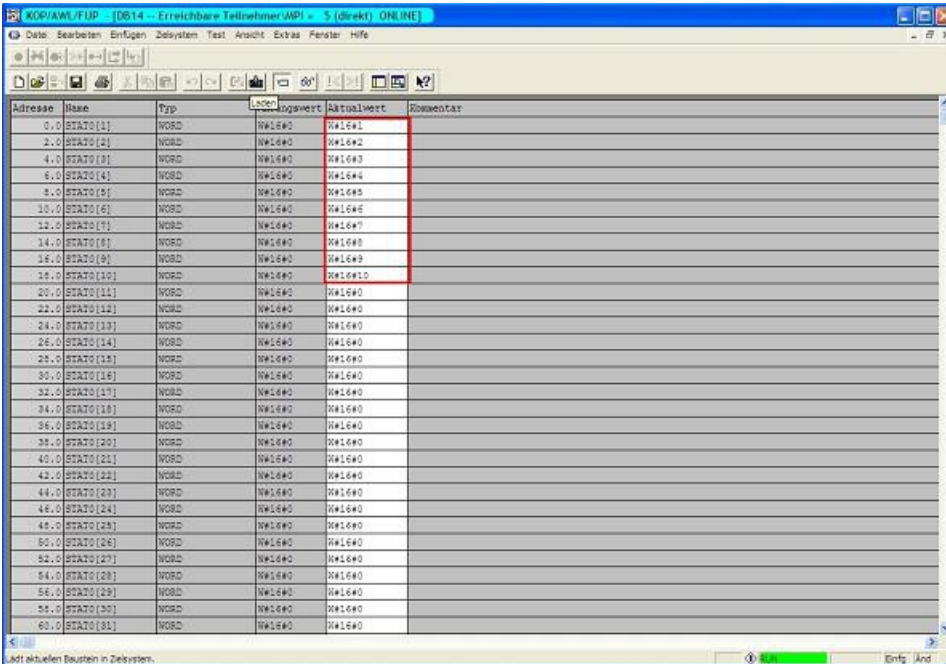 KOP/AWL/FUP - [DB14 -- Erreichbare Teilnehmer\MPI = 5 (direkt) ONLINE]
Datei Bearbeiten Einfügen Zielsystem Test Ansicht Extras Fenster Hilfe
Laden
Adresse Name Typ ngswert Aktualwert Kommentar
0.0 STAT0[1] WORD W#16#0 W#16#1
2.0 STAT0[2] WORD W#16#0 W#16#2
4.0 STAT0[3] WORD W#16#0 W#16#3
6.0 STAT0[4] WORD W#16#0 W#16#4
8.0 STAT0[5] WORD W#16#0 W#16#5
10.0 STAT0[6] WORD W#16#0 W#16#6
12.0 STAT0[7] WORD W#16#0 W#16#7
14.0 STAT0[8] WORD W#16#0 W#16#8
16.0 STAT0[9] WORD W#16#0 W#16#9
18.0 STAT0[10] WORD W#16#0 W#16#10
20.0 STAT0[11] WORD W#16#0 W#16#0
22.0 STAT0[12] WORD W#16#0 W#16#0
24.0 STAT0[13] WORD W#16#0 W#16#0
26.0 STAT0[14] WORD W#16#0 W#16#0
28.0 STAT0[15] WORD W#16#0 W#16#0
30.0 STAT0[16] WORD W#16#0 W#16#0
32.0 STAT0[17] WORD W#16#0 W#16#0
34.0 STAT0[18] WORD W#16#0 W#16#0
36.0 STAT0[19] WORD W#16#0 W#16#0
38.0 STAT0[20] WORD W#16#0 W#16#0
40.0 STAT0[21] WORD W#16#0 W#16#0
42.0 STAT0[22] WORD W#16#0 W#16#0
44.0 STAT0[23] WORD W#16#0 W#16#0
46.0 STAT0[24] WORD W#16#0 W#16#0
48.0 STAT0[25] WORD W#16#0 W#16#0
50.0 STAT0[26] WORD W#16#0 W#16#0
52.0 STAT0[27] WORD W#16#0 W#16#0
54.0 STAT0[28] WORD W#16#0 W#16#0
56.0 STAT0[29] WORD W#16#0 W#16#0
58.0 STAT0[30] WORD W#16#0 W#16#0
60.0 STAT0[31] WORD W#16#0 W#16#0
Lädt aktuellen Baustein in Zielsystem. RUN Einfg Änd